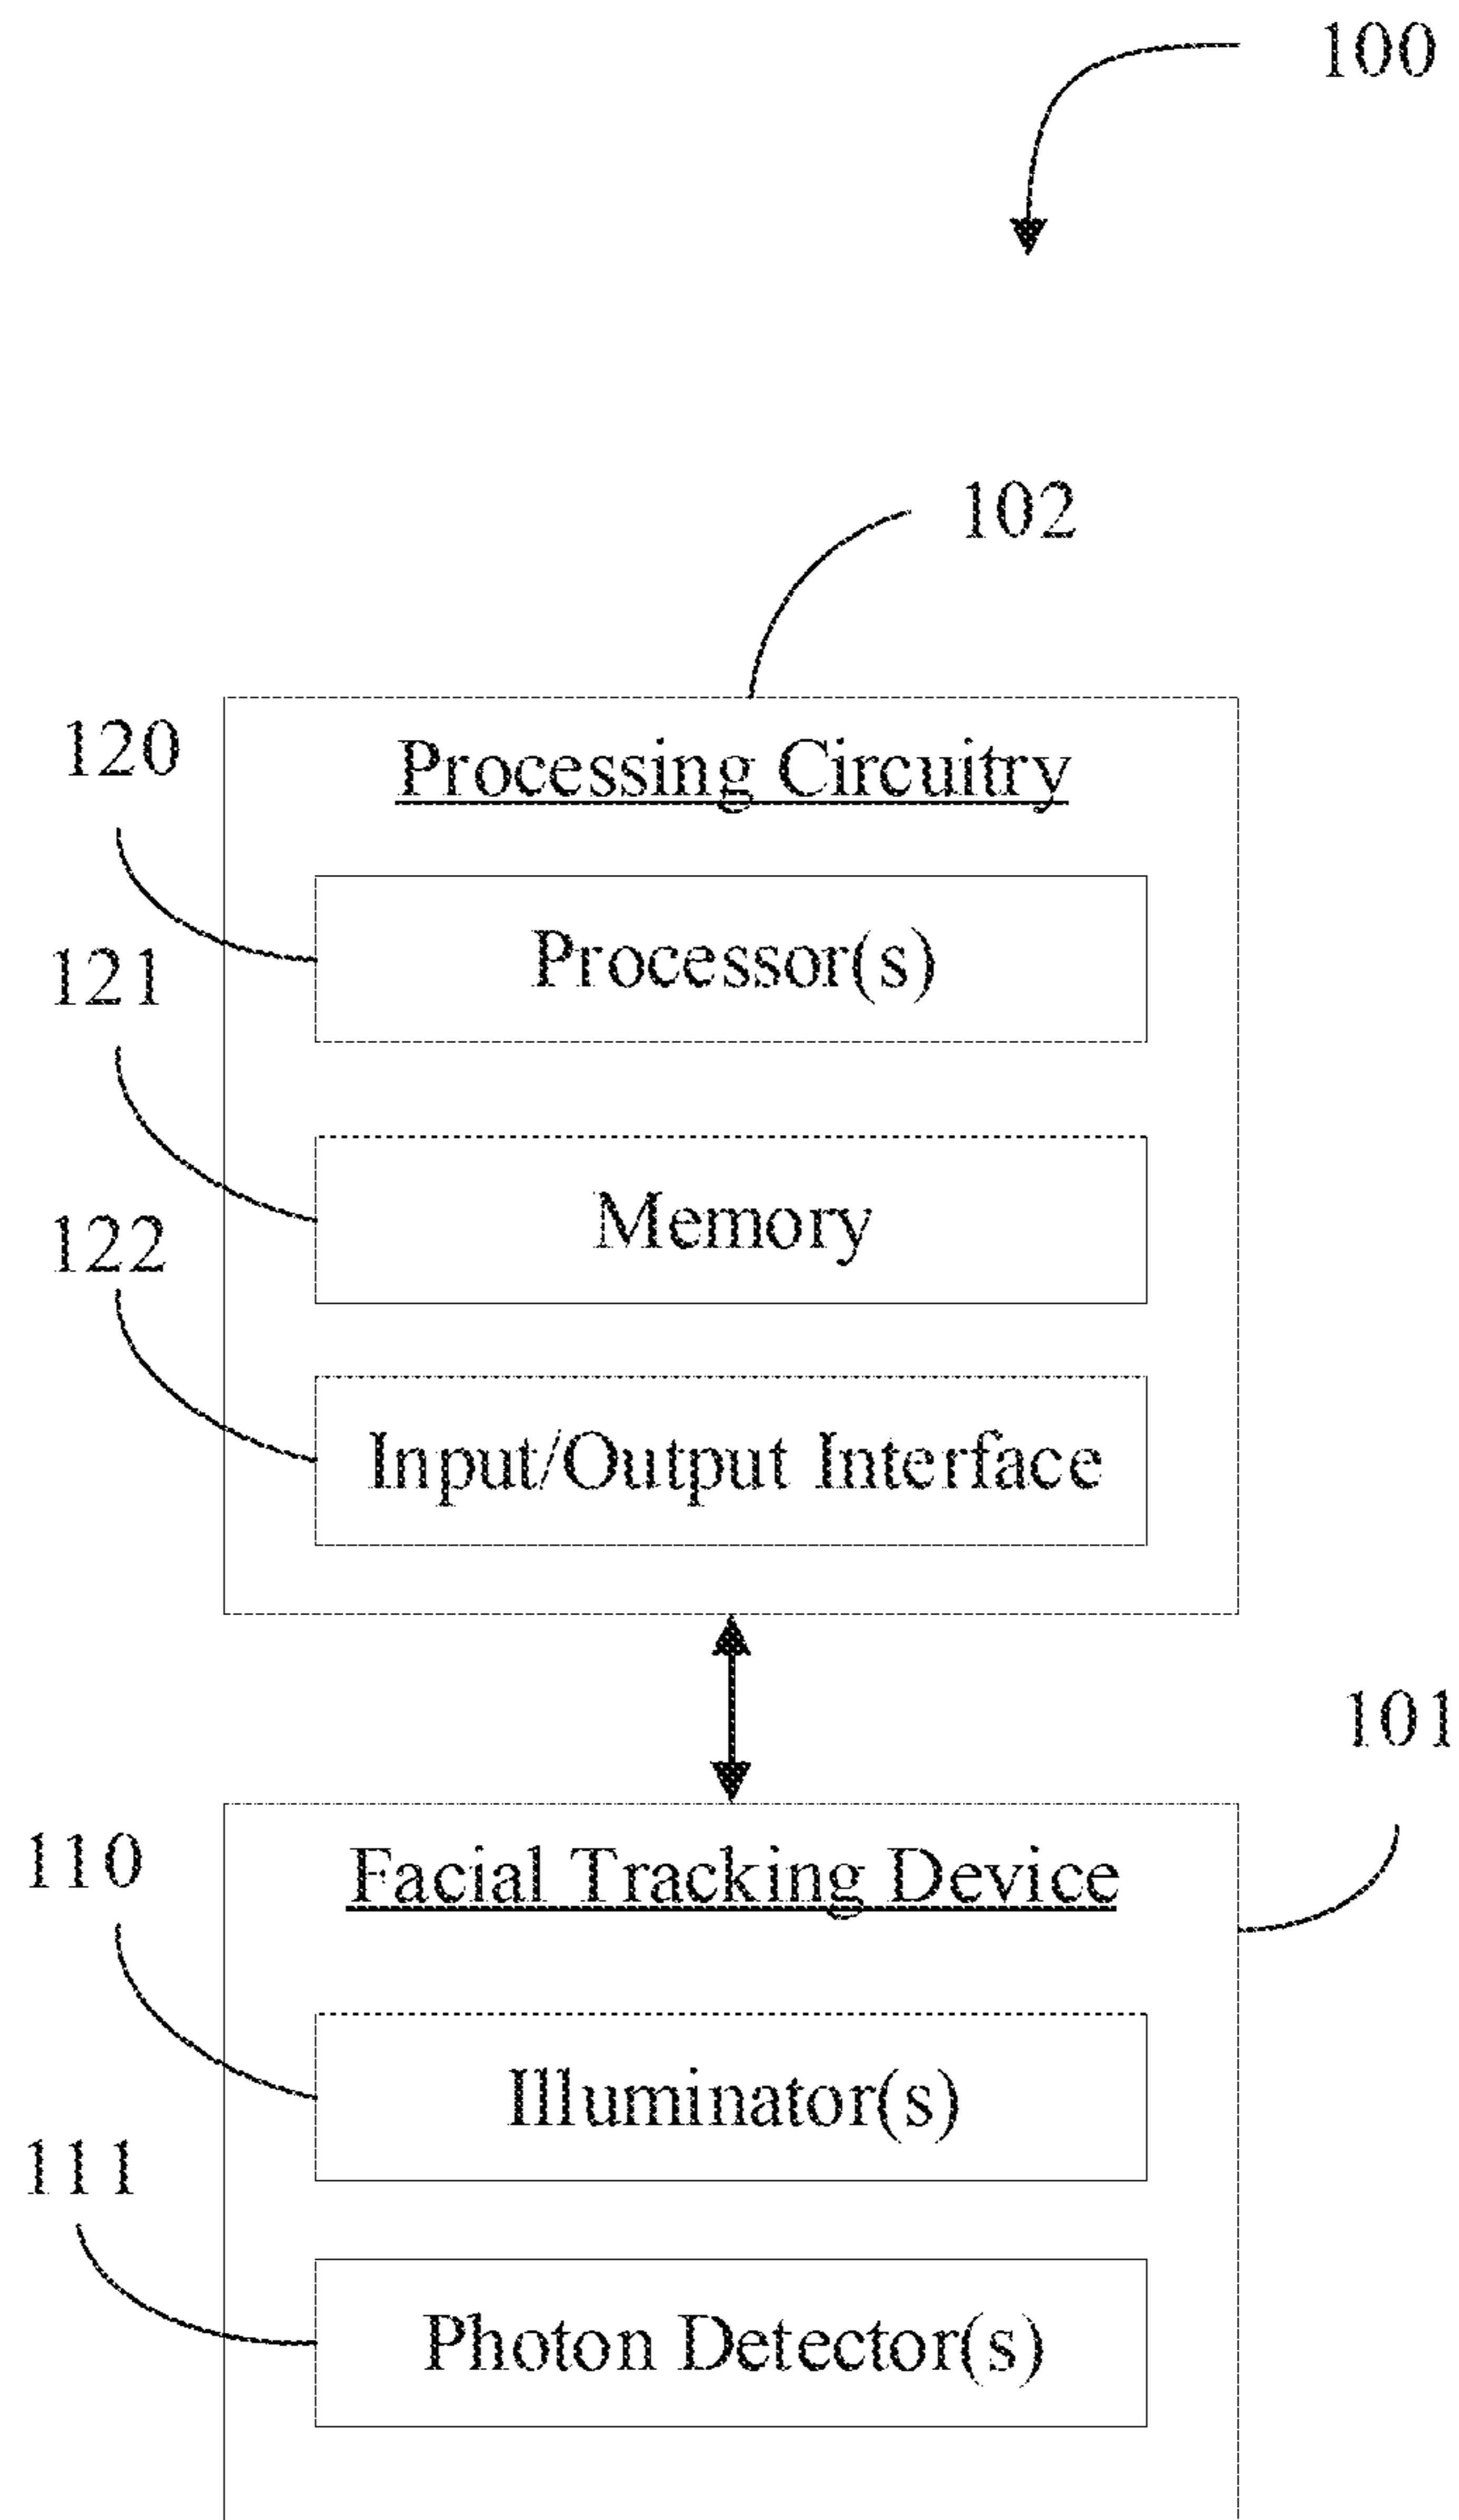 100
102
120
Processing Circuitry
Processor(s)
121
Memory
122
Input/Output Interface
101
110
Facial Tracking Device
Illuminator(s)
111
Photon Detector(s)